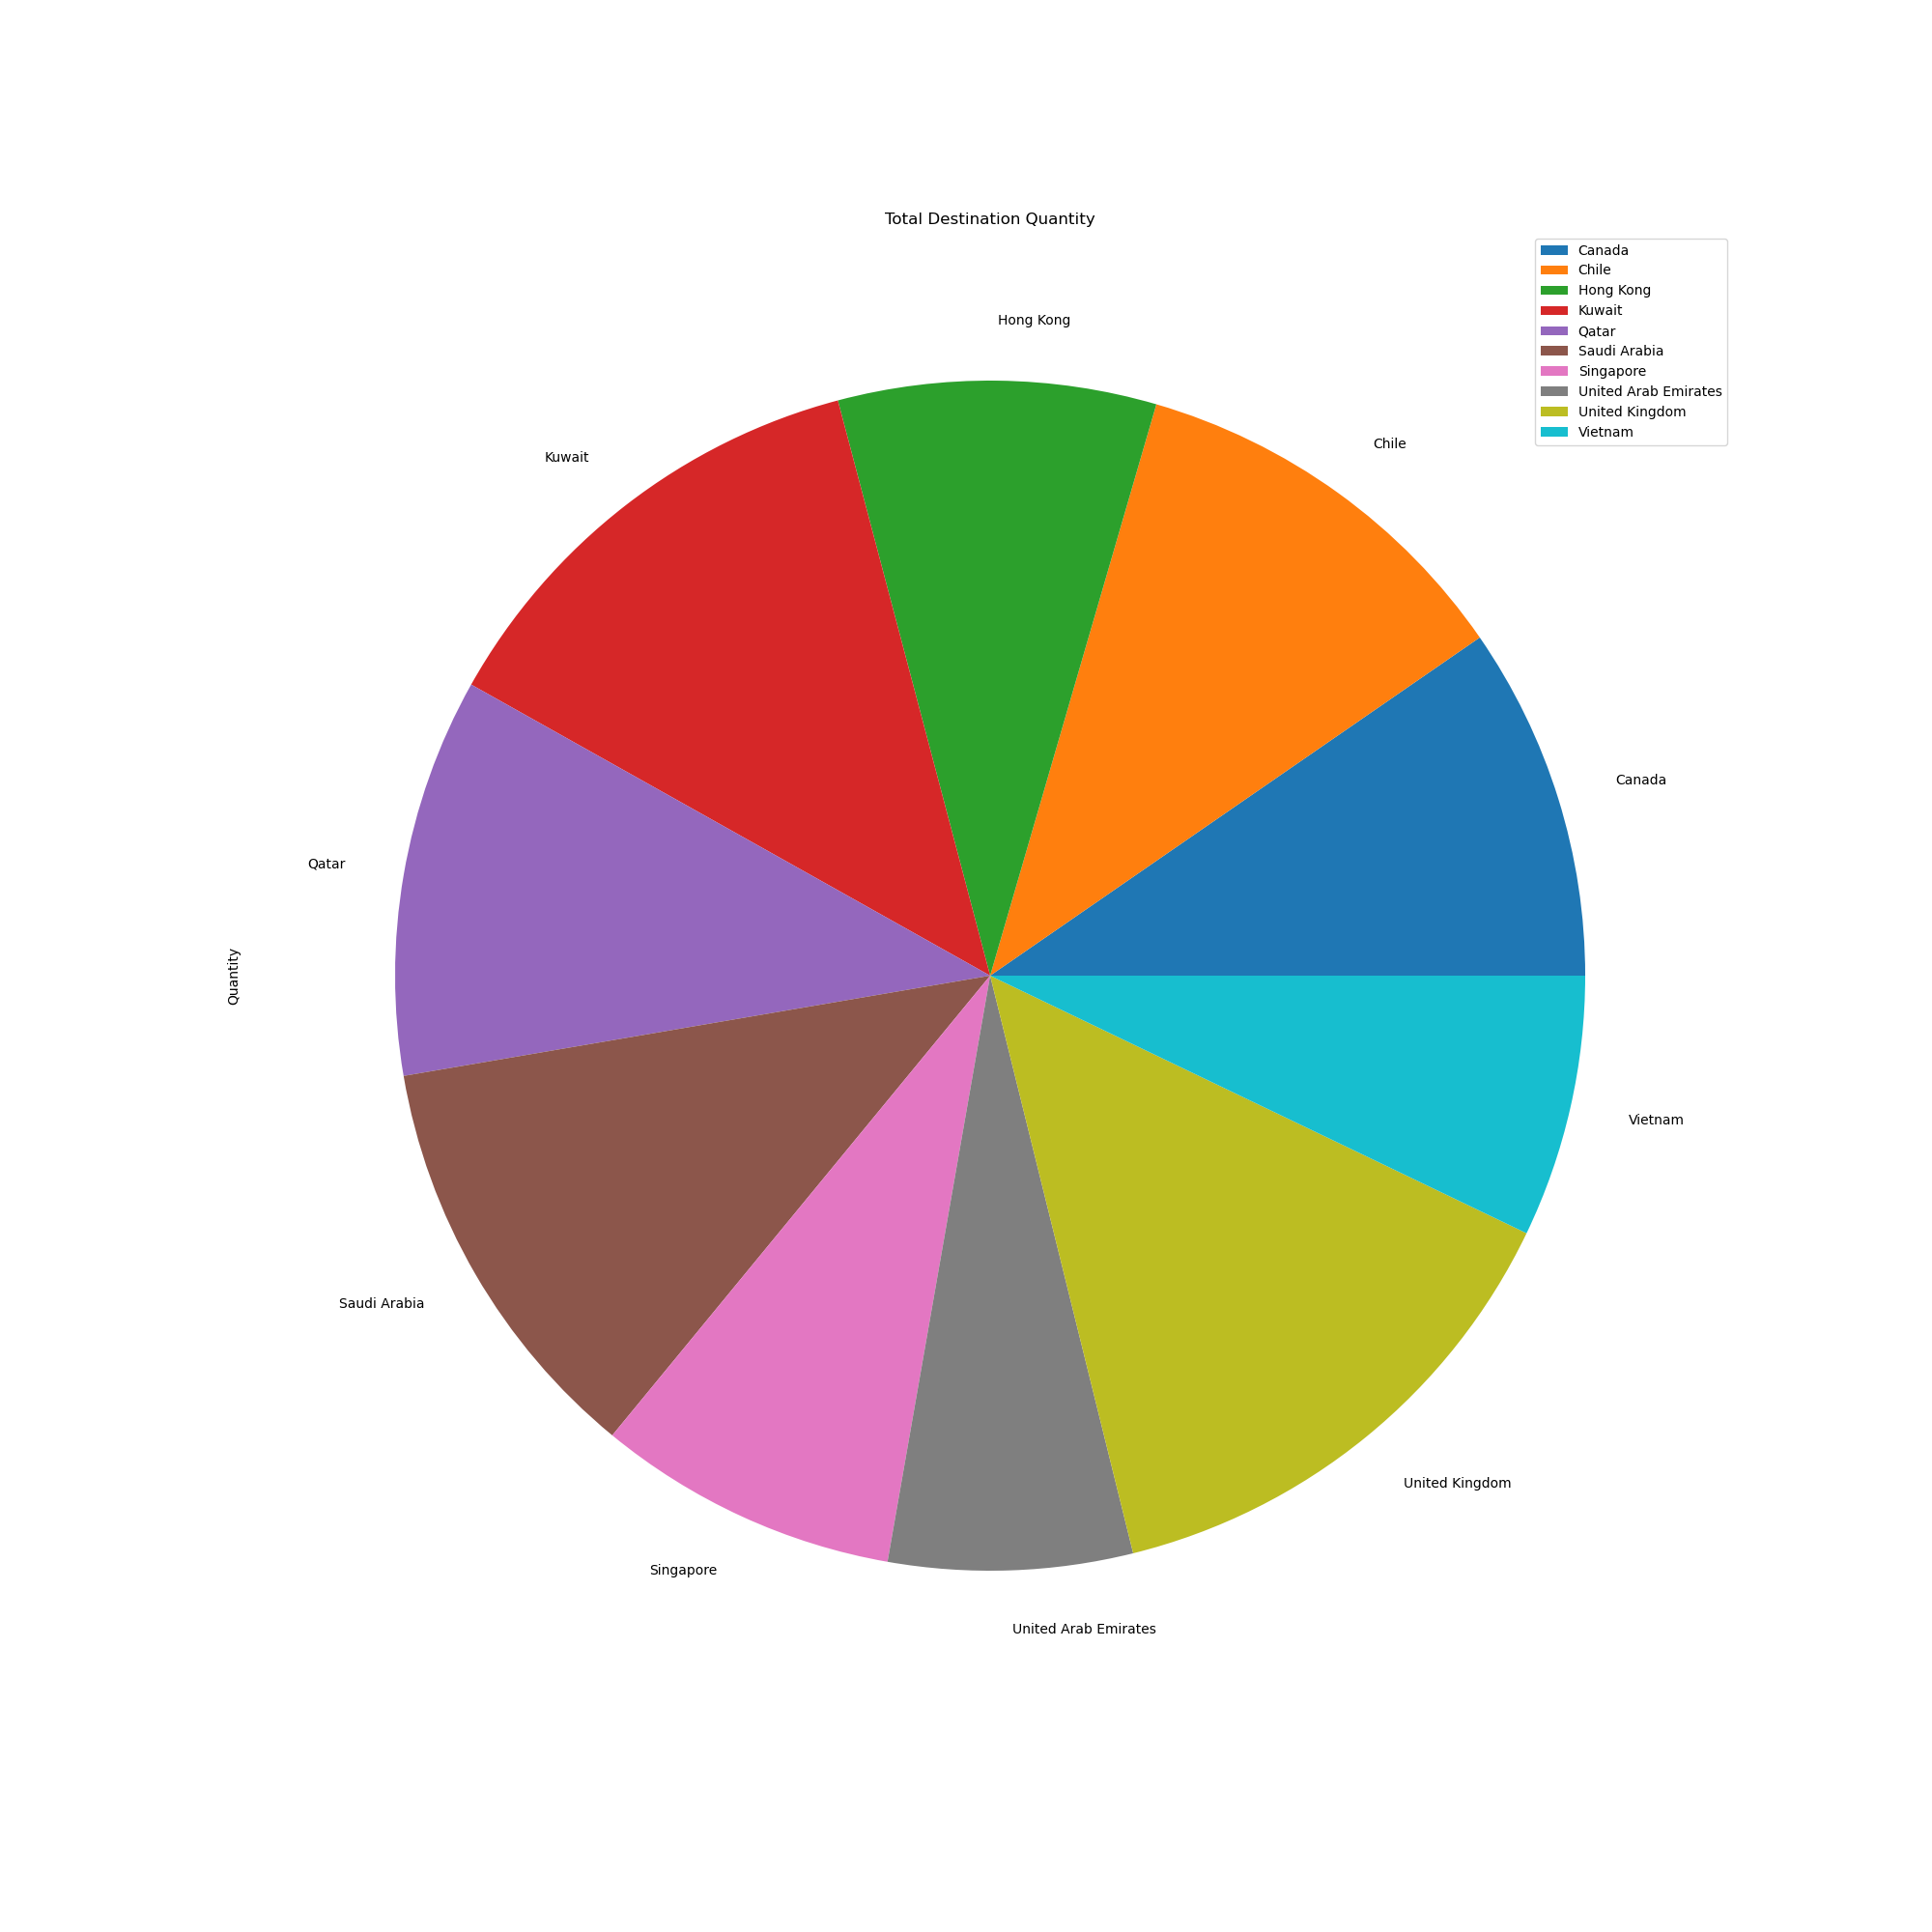 Total Destination Quantity
Canada
Chile
Hong Kong
Kuwait
Qatar
Saudi Arabia
Singapore
United Arab Emirates
United Kingdom
Vietnam
Hong Kong
Chile
Kuwait
Canada
Qatar
Quantity
Vietnam
Saudi Arabia
United Kingdom
Singapore
United Arab Emirates